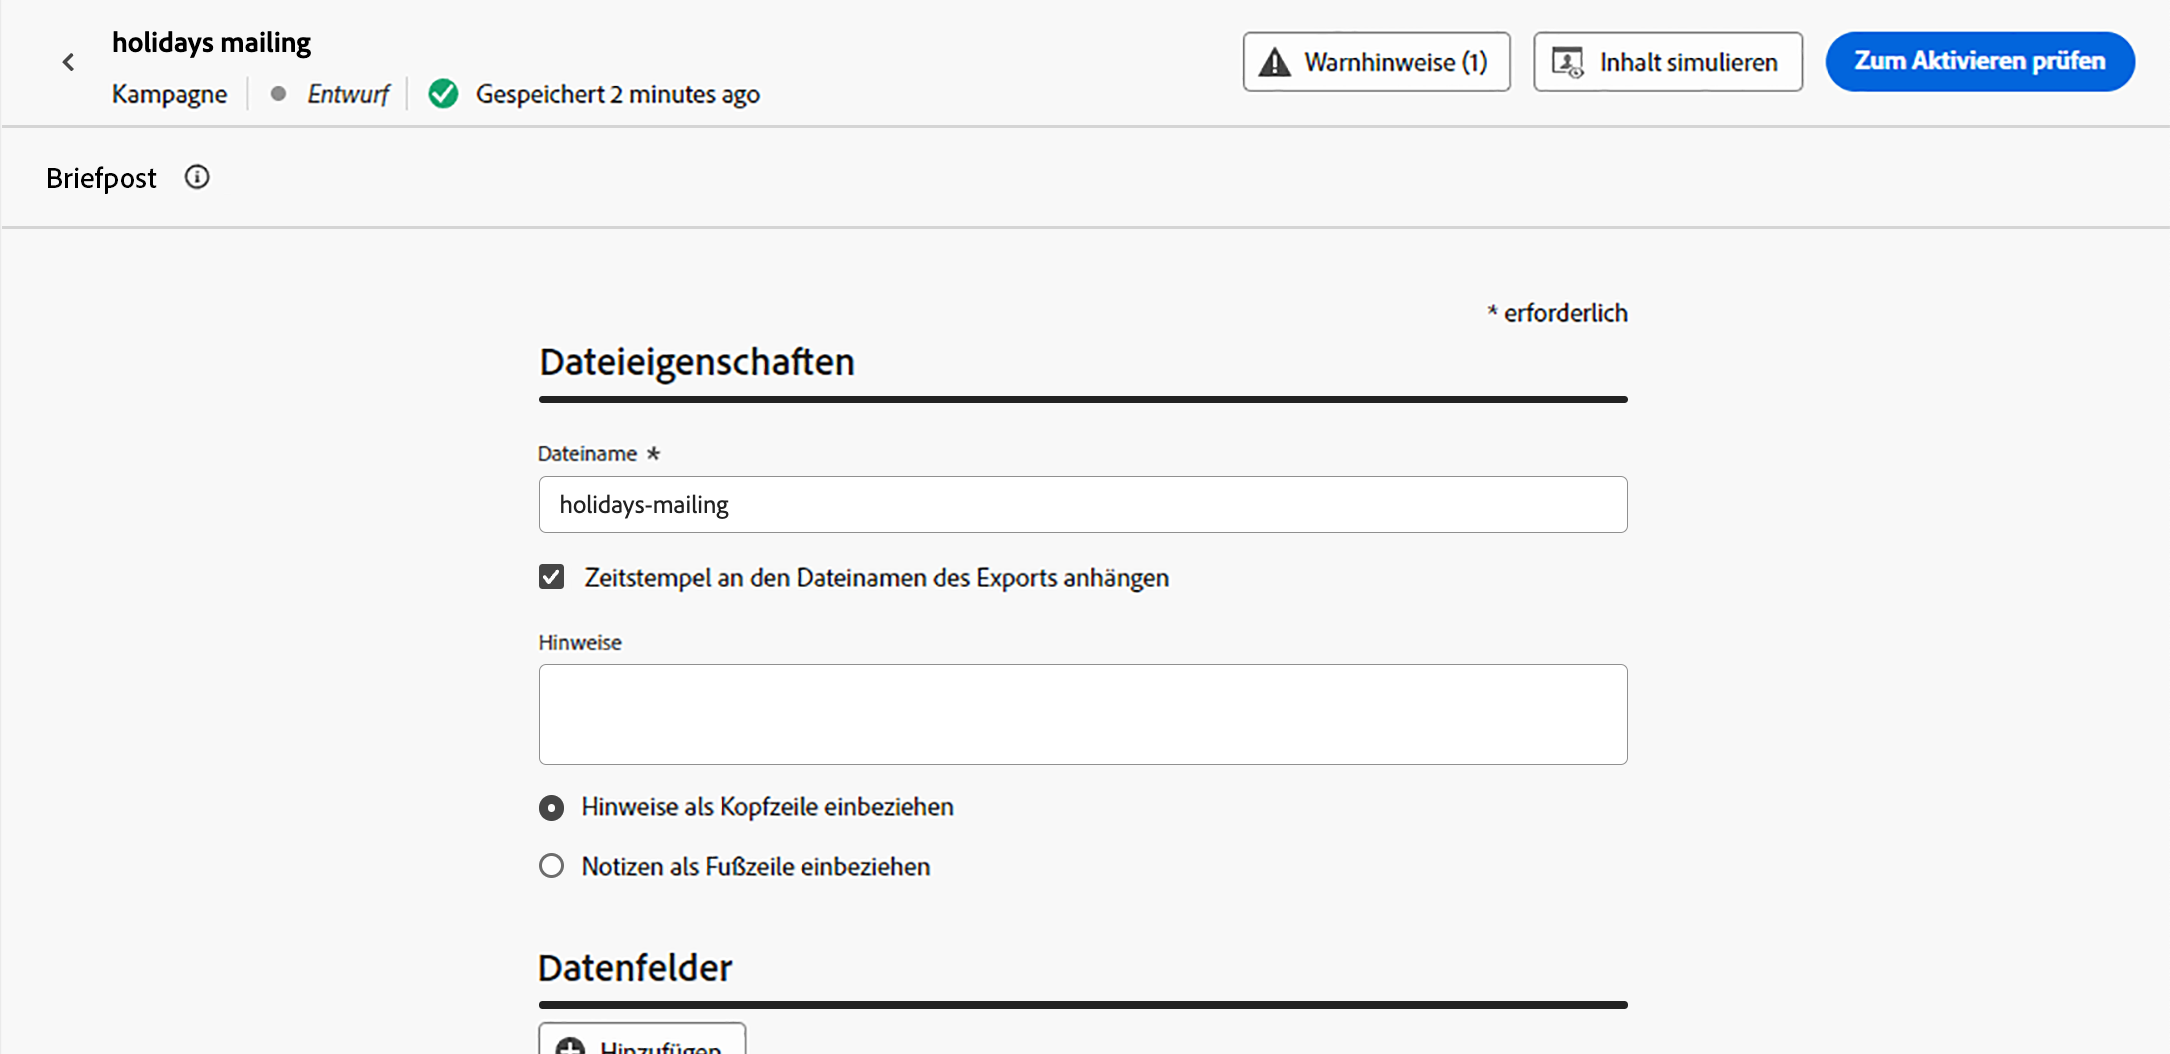 holidays mailing
Kampagne Entwurf Gespeichert 2 minutes ago
Warnhinweise (1) Inhalt simulieren Zum Aktivieren prüfen
Briefpost
* erforderlich
Dateieigenschaften
Dateiname *
holidays-mailing
Zeitstempel an den Dateinamen des Exports anhängen
Hinweise
Hinweise als Kopfzeile einbeziehen
Notizen als Fußzeile einbeziehen
Datenfelder
Hinzufügen